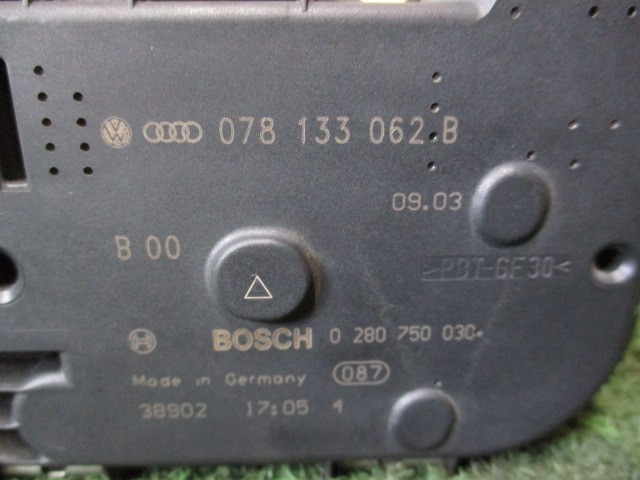 078 133 062 B
09.03
B 00
>PBT-GF30<
BOSCH 0 280 750 030
Made in Germany 087
38902 17:05 4